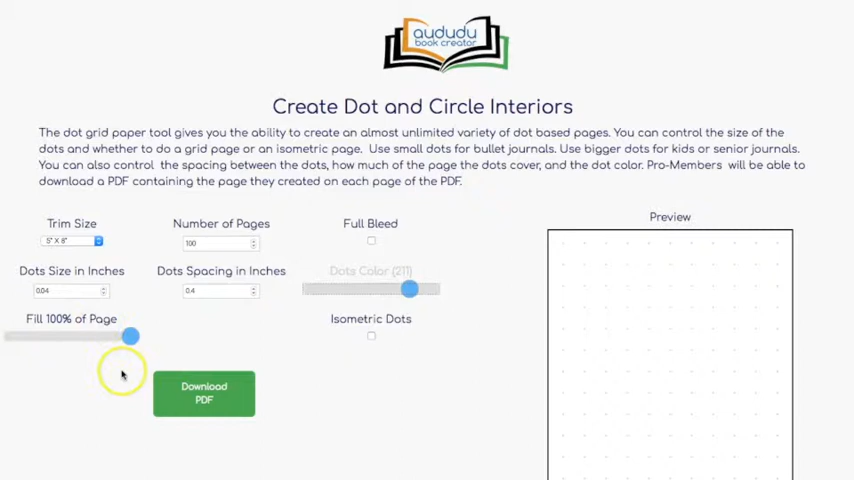 aududu
book creator
Create Dot and Circle Interiors
The dot grid paper tool gives you the ability to create an almost unlimited variety of dot based pages. You can control the size of the
dots and whether to do a grid page or an isometric page. Use small dots for bullet journals. Use bigger dots for kids or senior journals.
You can also control the spacing between the dots, how much of the page the dots cover, and the dot color. Pro-Members will be able to
download a PDF containing the page they created on each page of the PDF.
Trim Size
Number of Pages
Full Bleed
Preview
5" X 8"
100
Dots Size in Inches
Dots Spacing in Inches
Dots Color (211)
0.04
0.4
Fill 100% of Page
Isometric Dots
Download
PDF